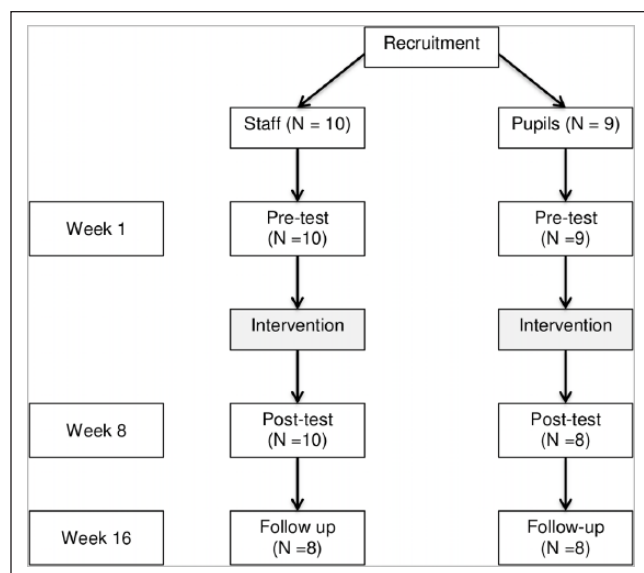 Recruitment
Staff (N = 10)
Pupils (N = 9)
Week 1
Pre-test
(N =10)
Pre-test
(N =9)
Intervention
Intervention
Week 8
Post-test
(N =10)
Post-test
(N =8)
Week 16
Follow up
(N =8)
Follow-up
(N =8)